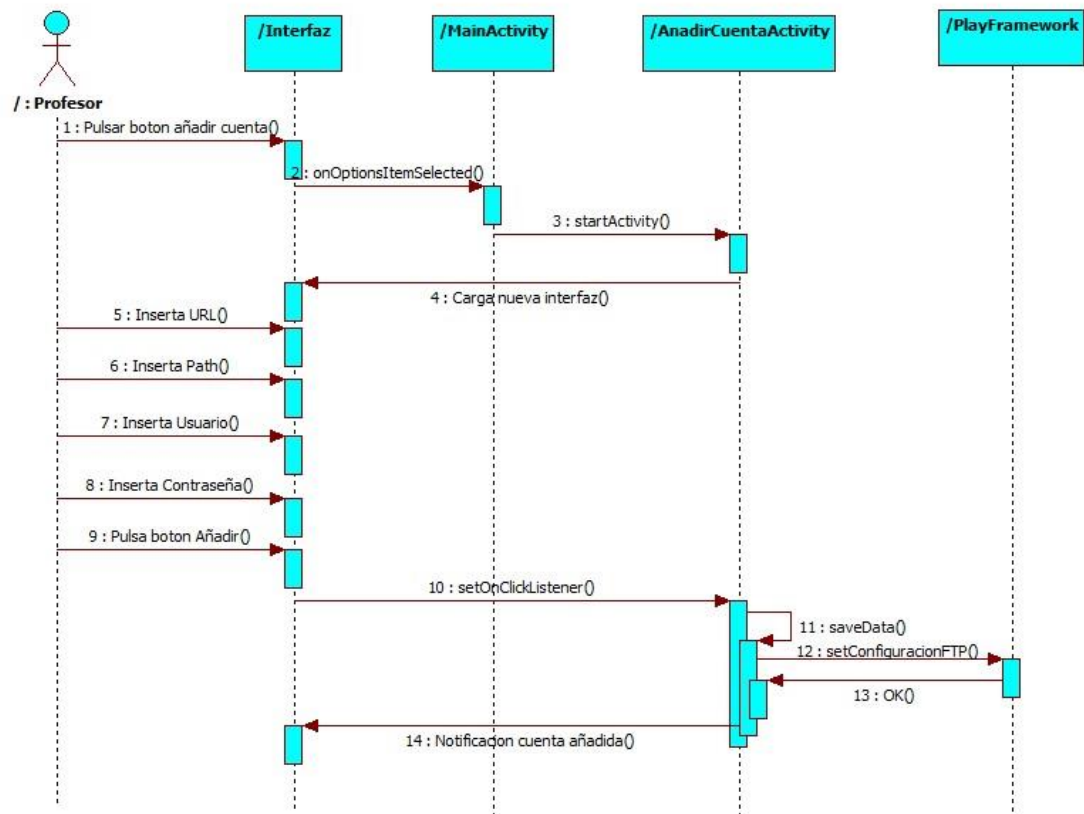 /Interfaz
/MainActivity
/AnadirCuentaActivity
/PlayFramework
/ : Profesor
1 : Pulsar boton añadir cuenta()
2 : onOptionsItemSelected()
3 : startActivity()
4 : Carga nueva interfaz()
5 : Inserta URL()
6 : Inserta Path()
7 : Inserta Usuario()
8 : Inserta Contraseña()
9 : Pulsa boton Añadir()
10 : setOnClickListener()
11 : saveData()
12 : setConfiguracionFTP()
13 : OK()
14 : Notificacion cuenta añadida()